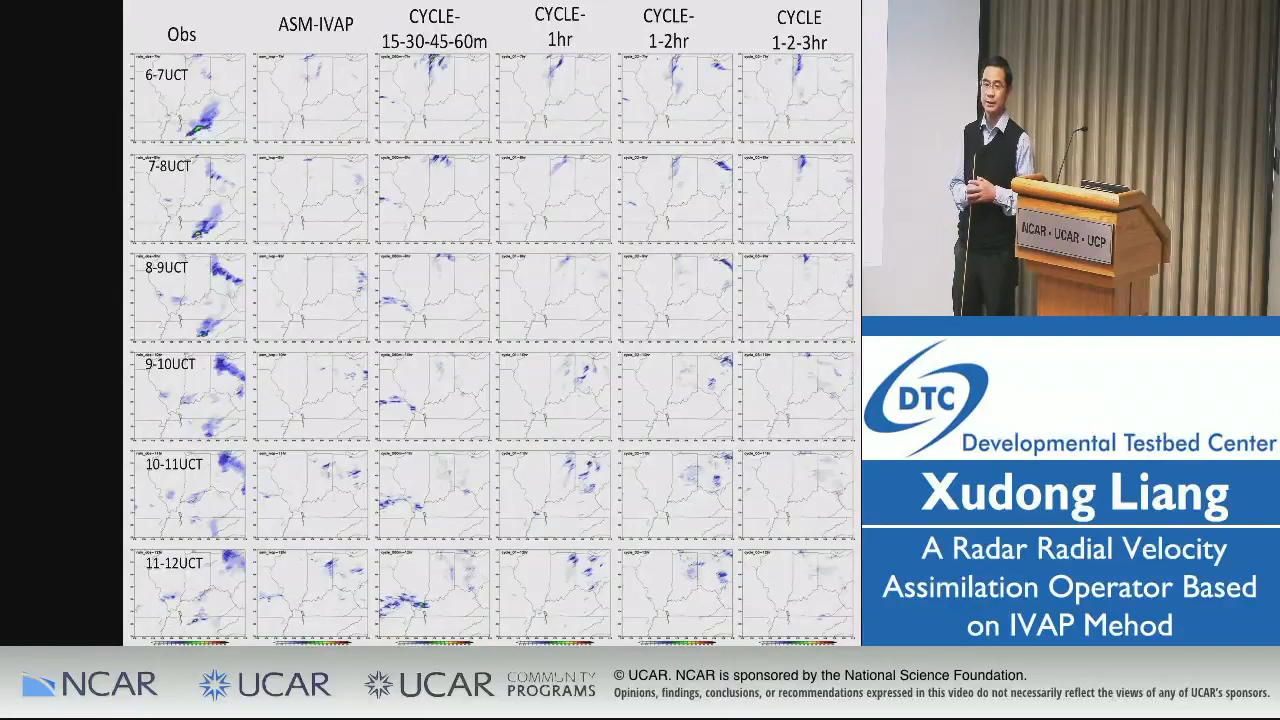 Obs
ASM-IVAP
CYCLE-
15-30-45-60m
CYCLE-
1hr
CYCLE-
1-2hr
CYCLE
1-2-3hr
6-7UCT
7-8UCT
8-9UCT
9-10UCT
10-11UCT
11-12UCT
NCAR • UCAR • UCP
DTC
Developmental Testbed Center
Xudong Liang
A Radar Radial Velocity
Assimilation Operator Based
on IVAP Mehod
NCAR
UCAR
UCAR
COMMUNITY
PROGRAMS
© UCAR. NCAR is sponsored by the National Science Foundation.
Opinions, findings, conclusions, or recommendations expressed in this video do not necessarily reflect the views of any of UCAR's sponsors.